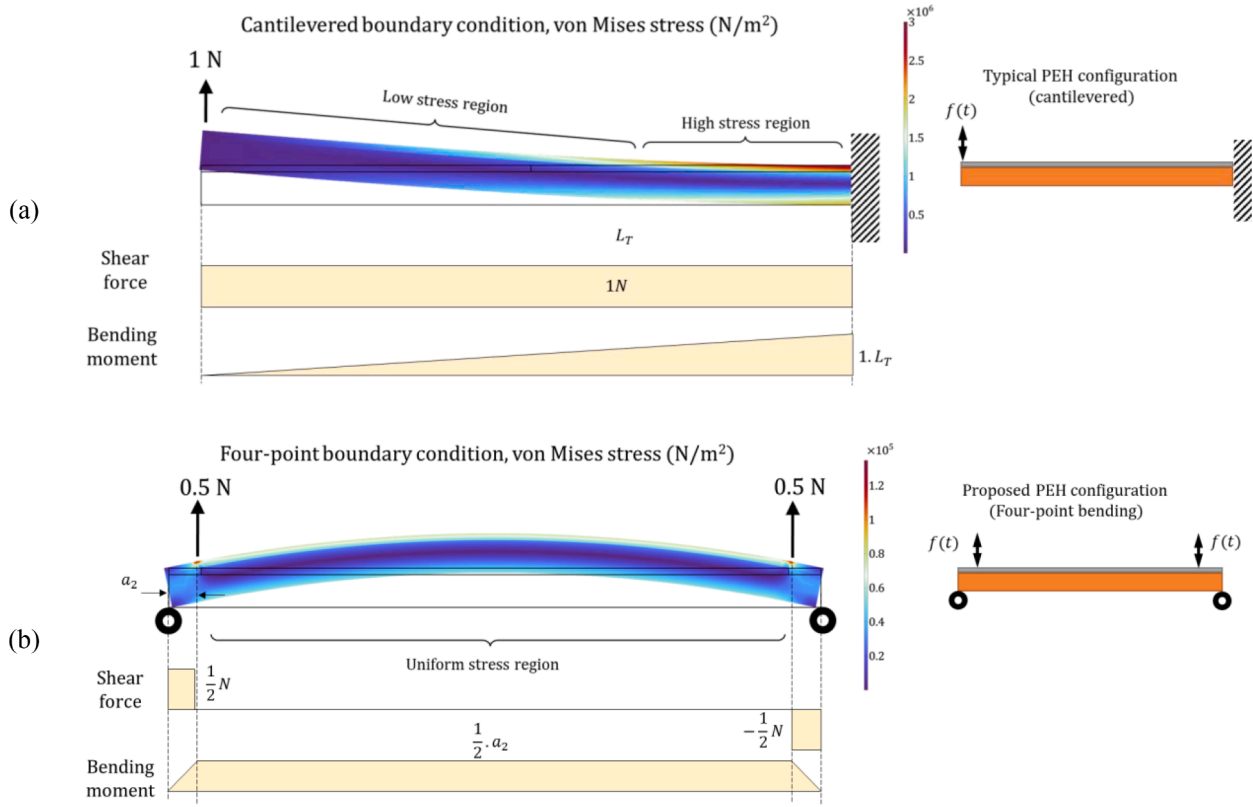 Cantilevered boundary condition, von Mises stress (N/m²)
×10⁶
3
2.5
2
1.5
1
0.5
1 N
Low stress region
High stress region
Typical PEH configuration
(cantilevered)
f(t)
(a)
L_T
Shear
force
1N
Bending
moment
1. L_T
Four-point boundary condition, von Mises stress (N/m²)
×10⁵
1.2
1
0.8
0.6
0.4
0.2
0.5 N
0.5 N
Proposed PEH configuration
(Four-point bending)
f(t)
f(t)
a₂
(b)
Uniform stress region
Shear
force
1/2 N
-1/2 N
1/2 . a₂
Bending
moment